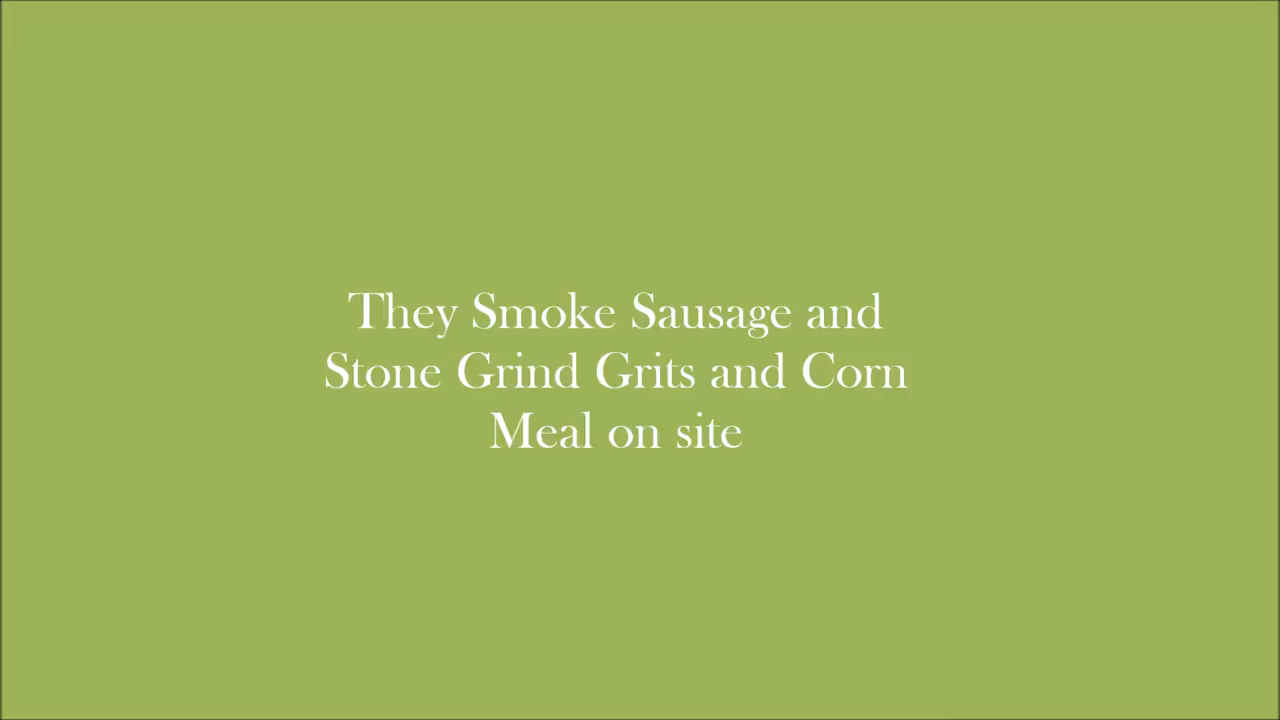 They Smoke Sausage and
Stone Grind Grits and Corn
Meal on site